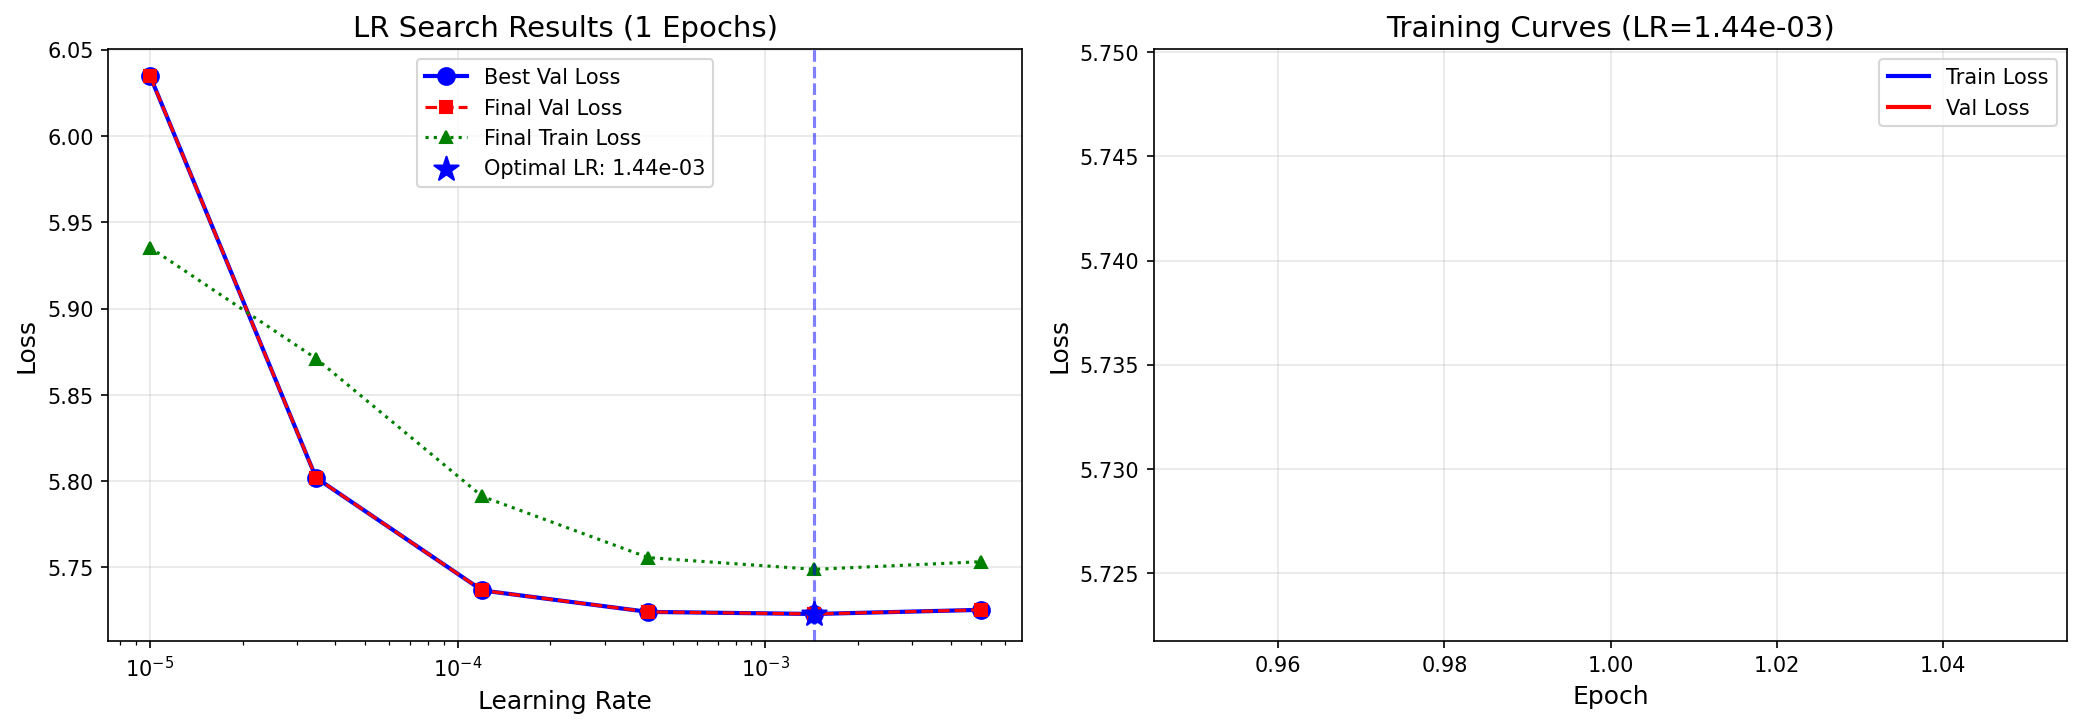 LR Search Results (1 Epochs)
Loss
6.05
6.00
5.95
5.90
5.85
5.80
5.75
Best Val Loss
Final Val Loss
Final Train Loss
Optimal LR: 1.44e-03
10⁻⁵
10⁻⁴
10⁻³
Learning Rate
Training Curves (LR=1.44e-03)
Loss
5.750
5.745
5.740
5.735
5.730
5.725
Train Loss
Val Loss
0.96
0.98
1.00
1.02
1.04
Epoch